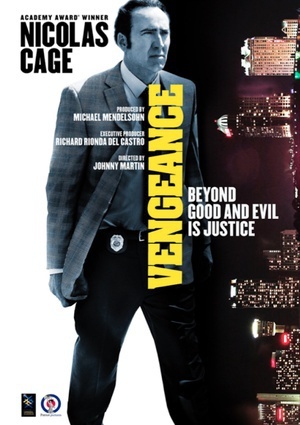 ACADEMY AWARD® WINNER
NICOLAS
CAGE
PRODUCED BY
MICHAEL MENDELSOHN
EXECUTIVE PRODUCER
RICHARD RIONDA DEL CASTRO
DIRECTED BY
JOHNNY MARTIN
VENGEANCE
BEYOND
GOOD AND EVIL
IS JUSTICE